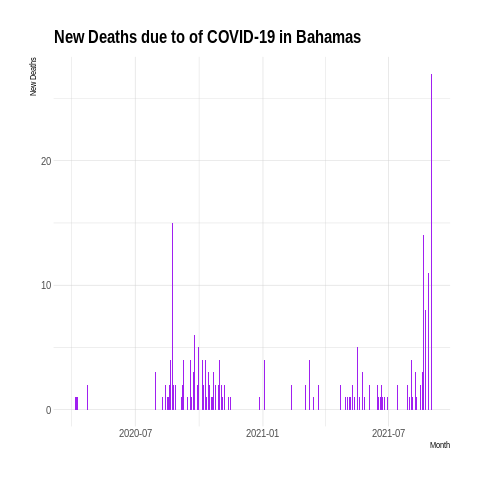 New Deaths due to of COVID-19 in Bahamas
New Deaths
20
10
0
2020-07
2021-01
2021-07
Month